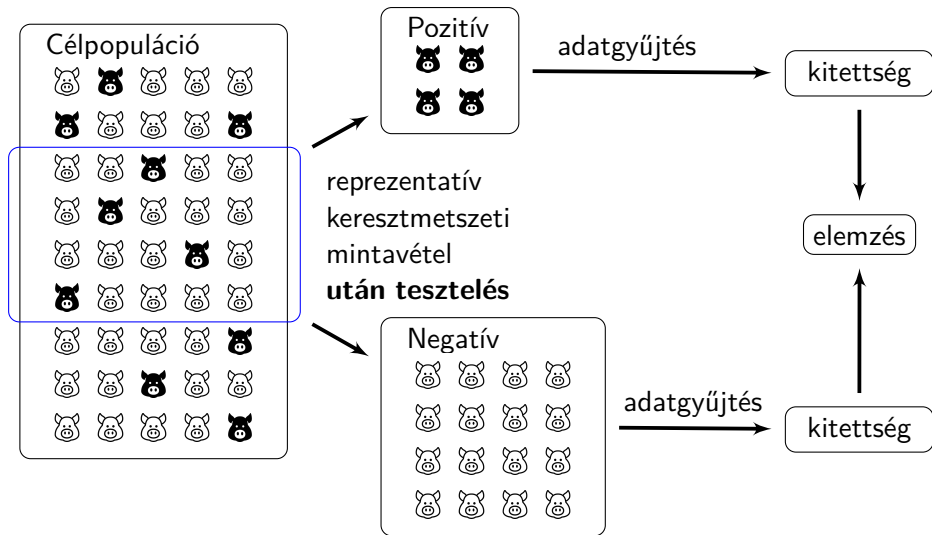 Célpopuláció
Pozitív
adatgyűjtés
kitettség
reprezentatív
keresztmetszeti
mintavétel
után tesztelés
elemzés
Negatív
adatgyűjtés
kitettség